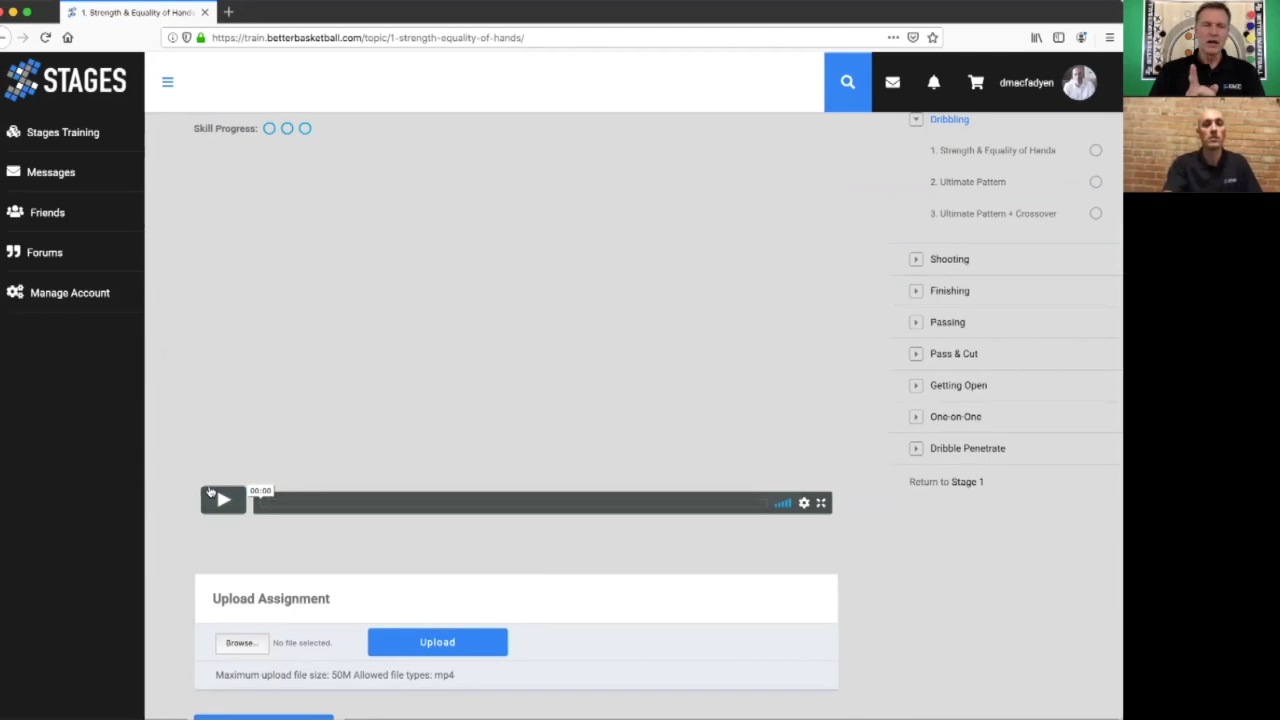 1. Strength & Equality of Hands
https://train.betterbasketball.com/topic/1-strength-equality-of-hands/
STAGES
dmacfadyen
Stages Training
Messages
Friends
Forums
Manage Account
Skill Progress:
Dribbling
1. Strength & Equality of Hands
2. Ultimate Pattern
3. Ultimate Pattern + Crossover
Shooting
Finishing
Passing
Pass & Cut
Getting Open
One-on-One
Dribble Penetrate
Return to Stage 1
00:00
Upload Assignment
Browse... No file selected. Upload
Maximum upload file size: 50M Allowed file types: mp4
BETTER BASKETBALL